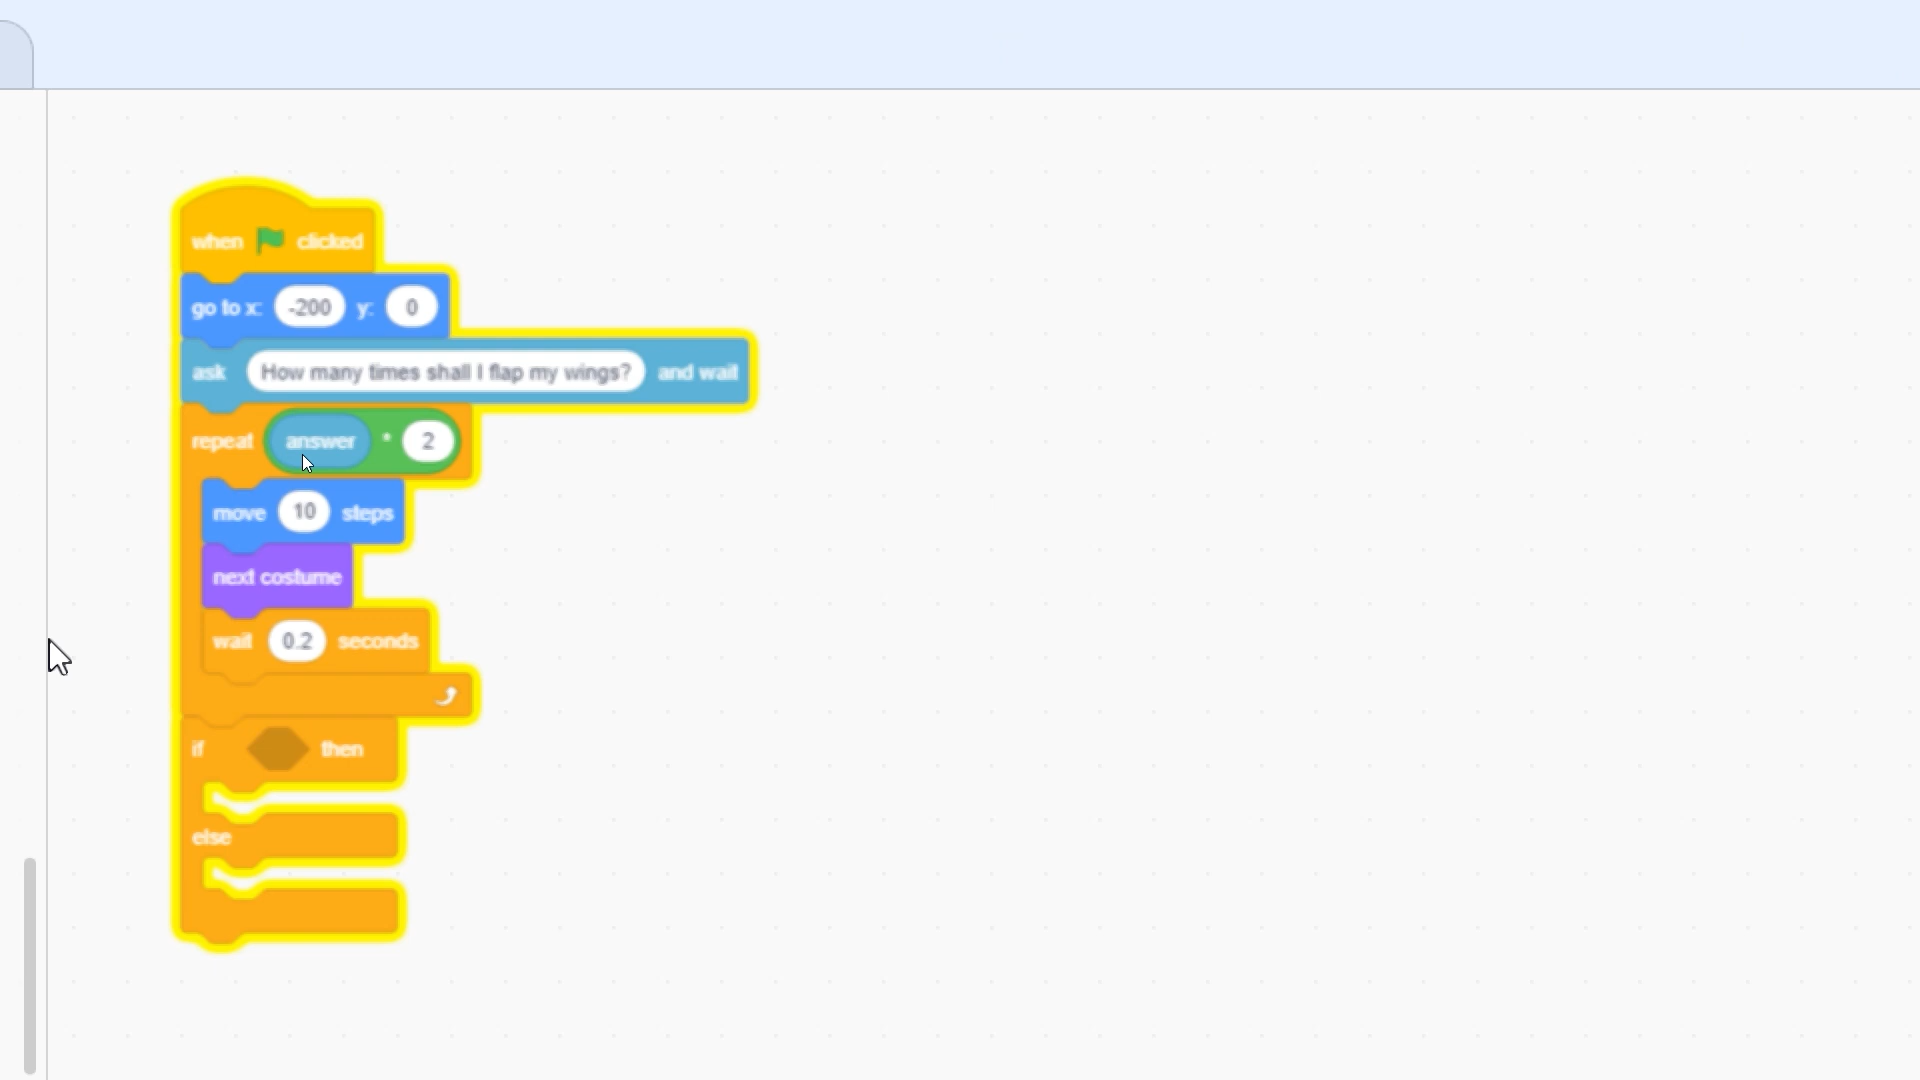 when clicked
go to x: -200 y: 0
ask How many times shall I flap my wings? and wait
repeat answer * 2
move 10 steps
next costume
wait 0.2 seconds
if then
else